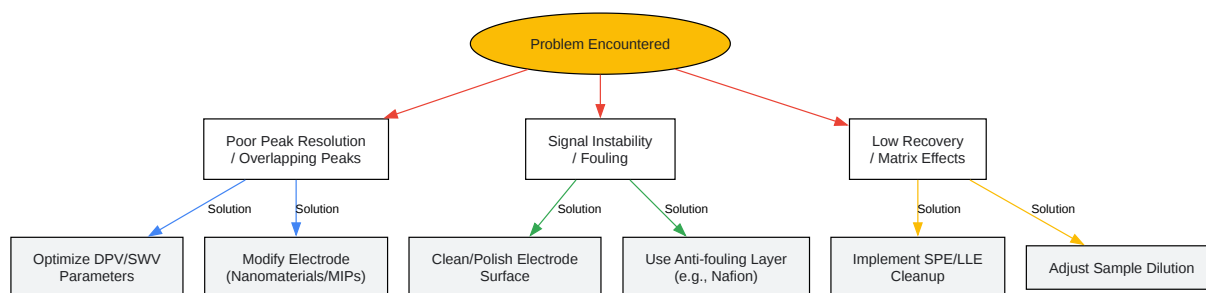 Problem Encountered
Poor Peak Resolution
/ Overlapping Peaks
Signal Instability
/ Fouling
Low Recovery
/ Matrix Effects
Solution
Solution
Solution
Solution
Solution
Solution
Optimize DPV/SWV
Parameters
Modify Electrode
(Nanomaterials/MIPs)
Clean/Polish Electrode
Surface
Use Anti-fouling Layer
(e.g., Nafion)
Implement SPE/LLE
Cleanup
Adjust Sample Dilution